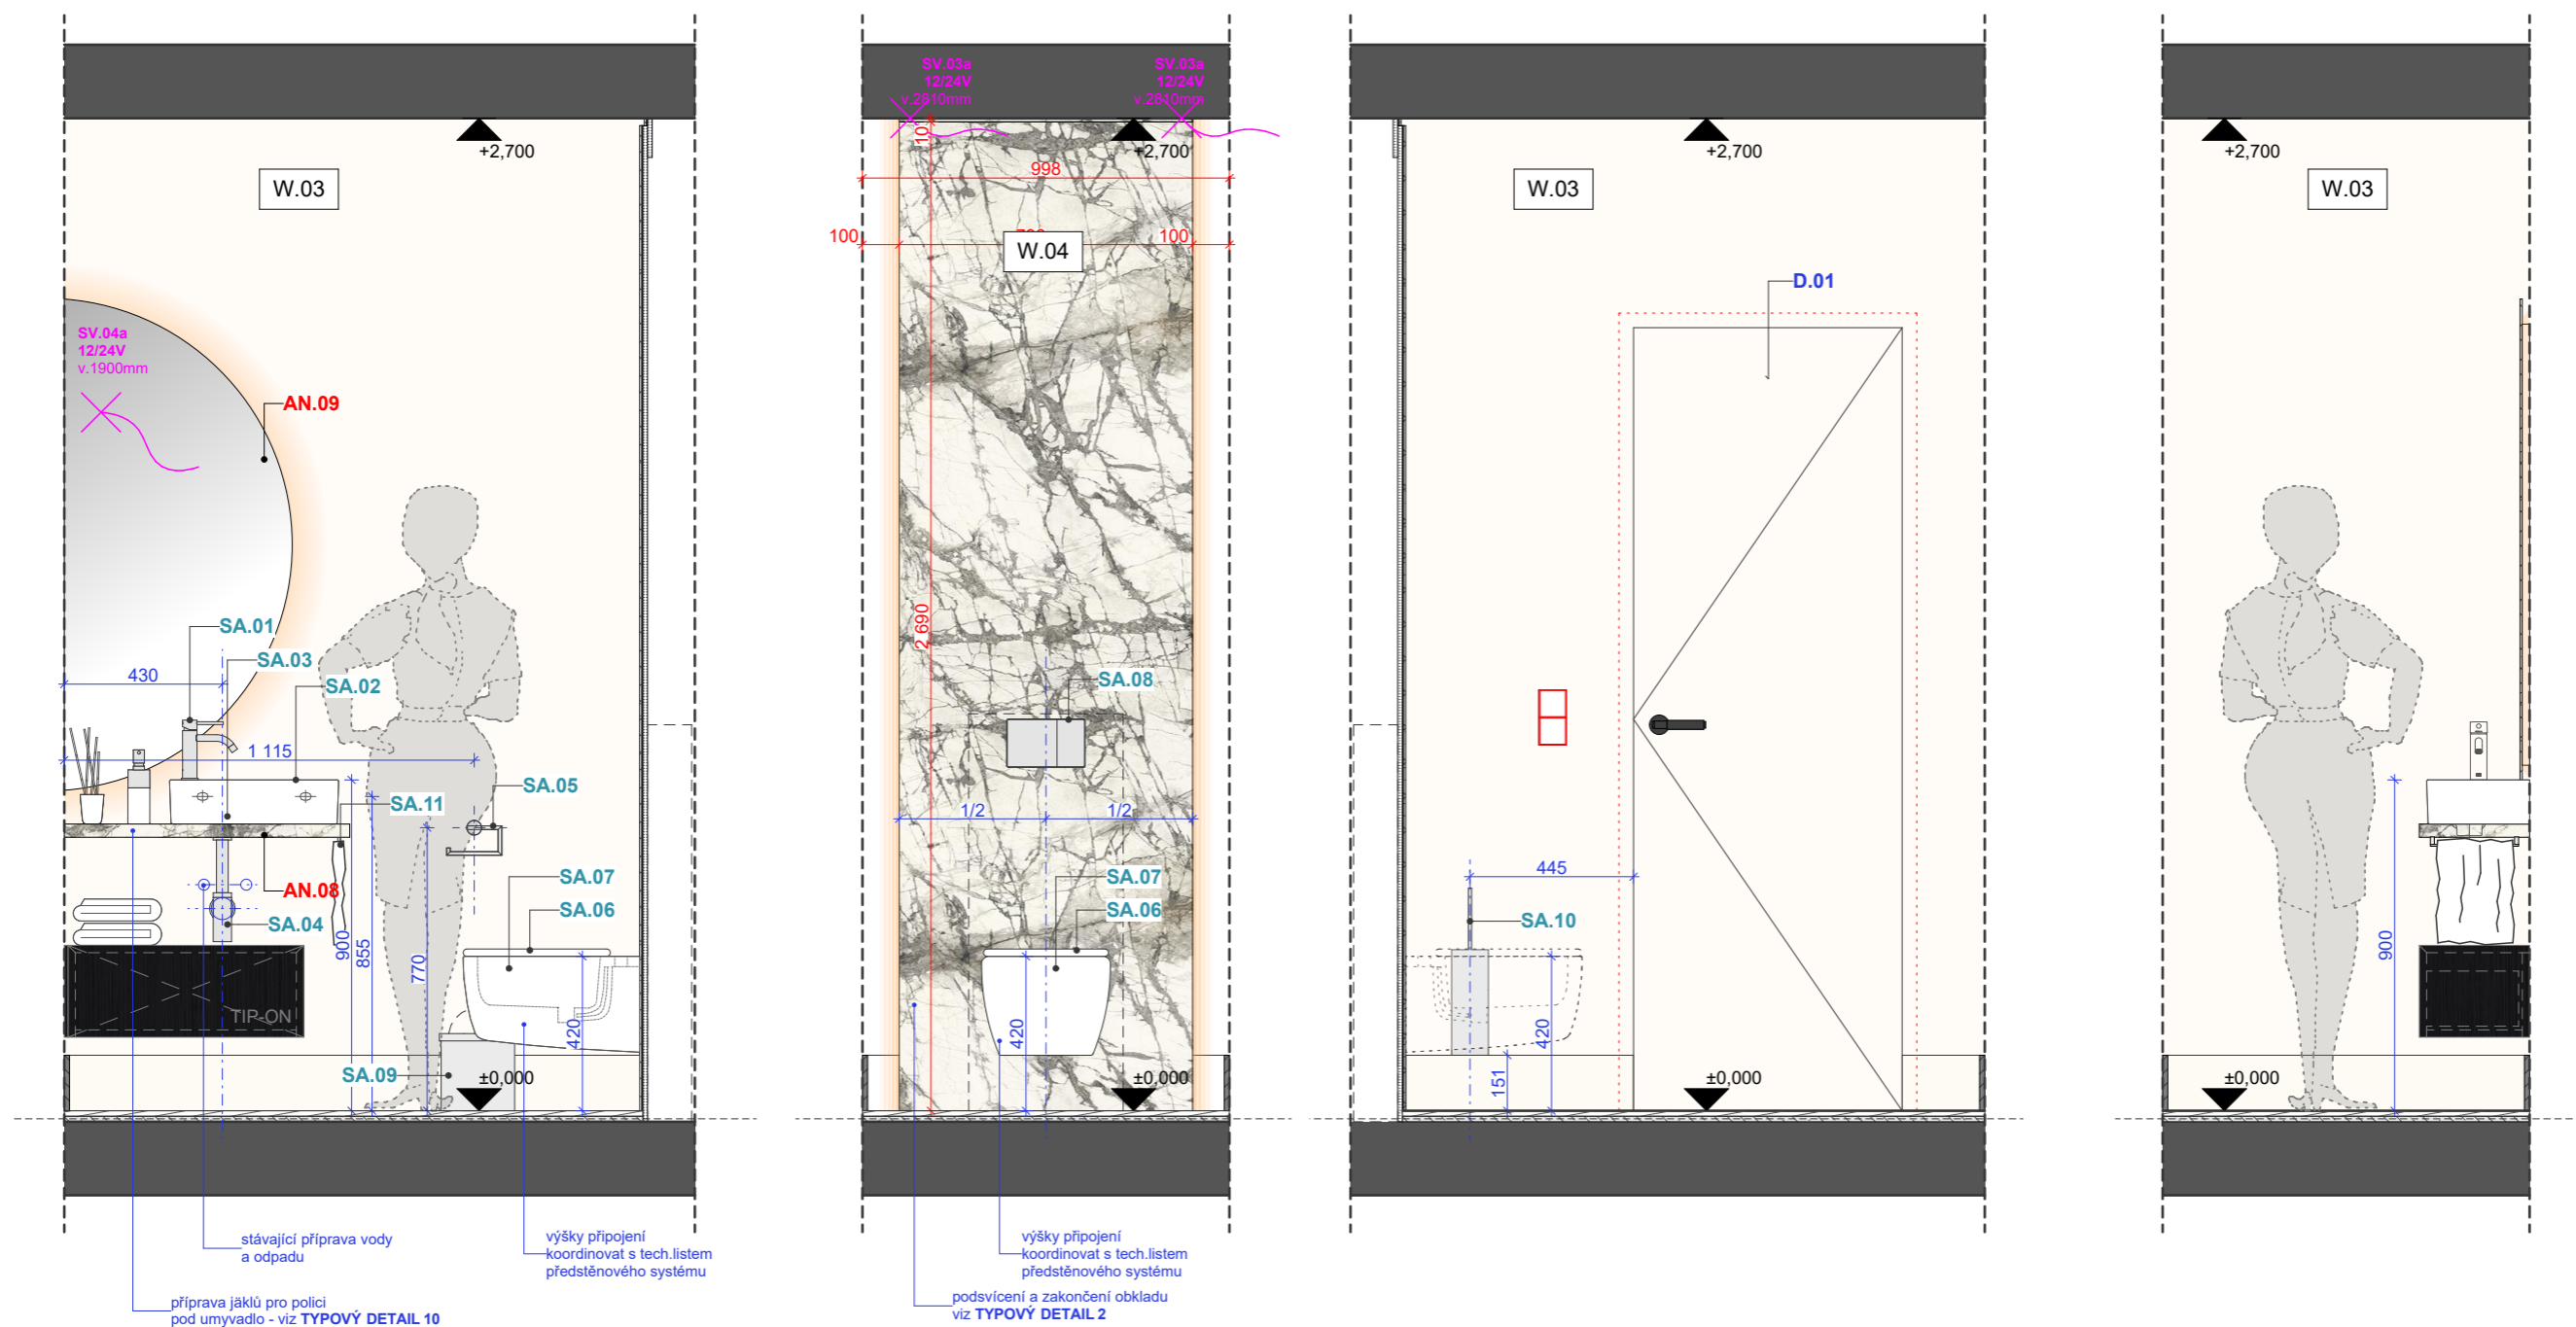 W.03
+2,700
SV.04a
12/24V
v.1900mm
AN.09
SA.01
SA.03
SA.02
430
1 115
SA.05
SA.11
SA.07
AN.08
SA.06
SA.04
900
855
770
420
TIP-ON
SA.09
±0,000
stávající příprava vody
a odpadu
výšky připojení
koordinovat s tech.listem
předstěnového systému
příprava jäklů pro polici
pod umyvadlo - viz TYPOVÝ DETAIL 10
SV.03a
12/24V
v.2810mm
SV.03a
12/24V
v.2810mm
10
+2,700
998
100
100
W.04
2 690
SA.08
1/2
1/2
SA.07
SA.06
420
±0,000
výšky připojení
koordinovat s tech.listem
předstěnového systému
podsvícení a zakončení obkladu
viz TYPOVÝ DETAIL 2
+2,700
W.03
D.01
445
SA.10
420
151
±0,000
+2,700
W.03
900
±0,000